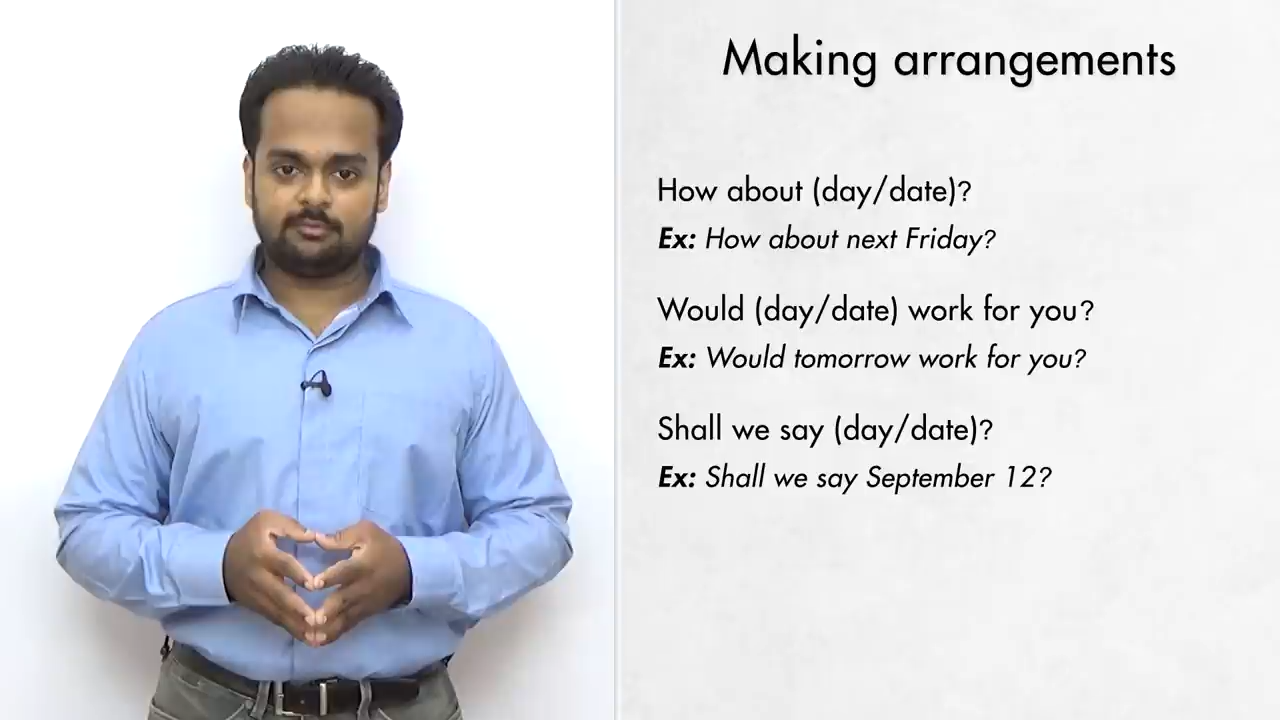 Making arrangements
How about (day/date)?
Ex: How about next Friday?
Would (day/date) work for you?
Ex: Would tomorrow work for you?
Shall we say (day/date)?
Ex: Shall we say September 12?